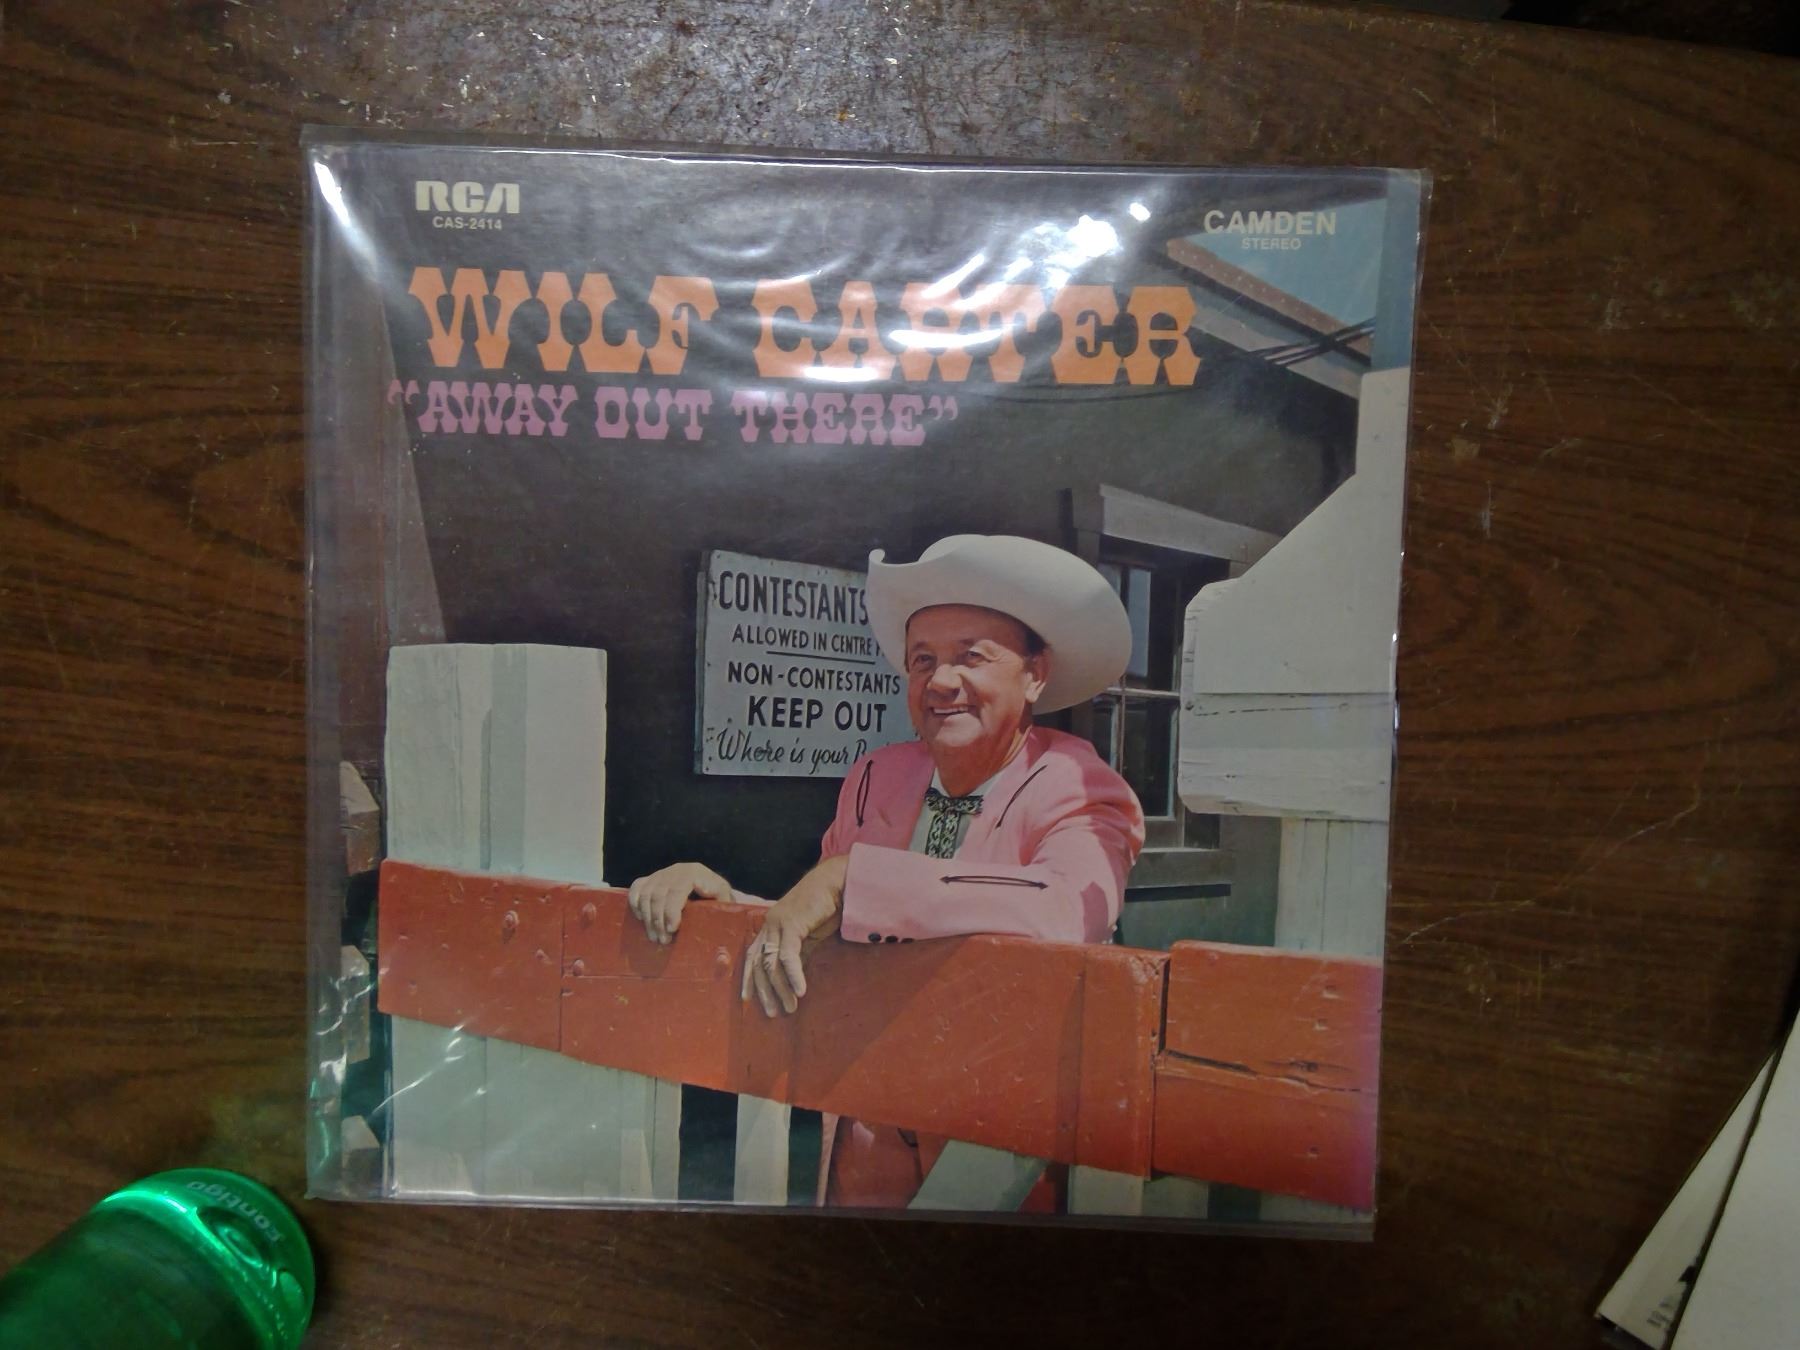 RCA
CAS-2414
CAMDEN
STEREO
WILF CARTER
"AWAY OUT THERE"
CONTESTANTS
ALLOWED IN CENTRE
NON-CONTESTANTS
KEEP OUT
Where is your
Contigo